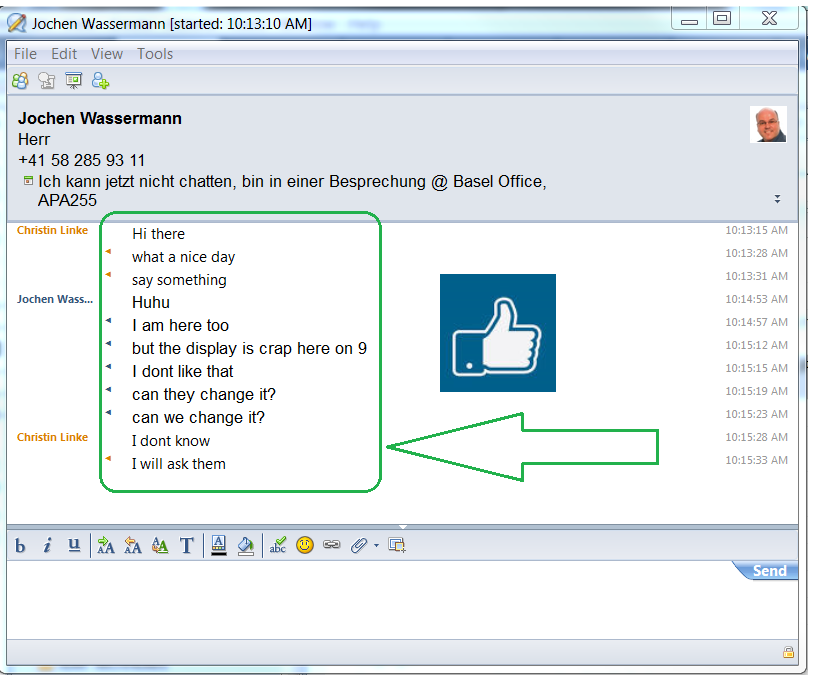 Jochen Wassermann [started: 10:13:10 AM]
File Edit View Tools
Jochen Wassermann
Herr
+41 58 285 93 11
Ich kann jetzt nicht chatten, bin in einer Besprechung @ Basel Office,
APA255
Christin Linke Hi there 10:13:15 AM
what a nice day 10:13:28 AM
say something 10:13:31 AM
Jochen Wass... Huhu 10:14:53 AM
I am here too 10:14:57 AM
but the display is crap here on 9 10:15:12 AM
I dont like that 10:15:15 AM
can they change it? 10:15:19 AM
can we change it? 10:15:23 AM
Christin Linke I dont know 10:15:28 AM
I will ask them 10:15:33 AM
b i u AA AA AA T A abc
Send